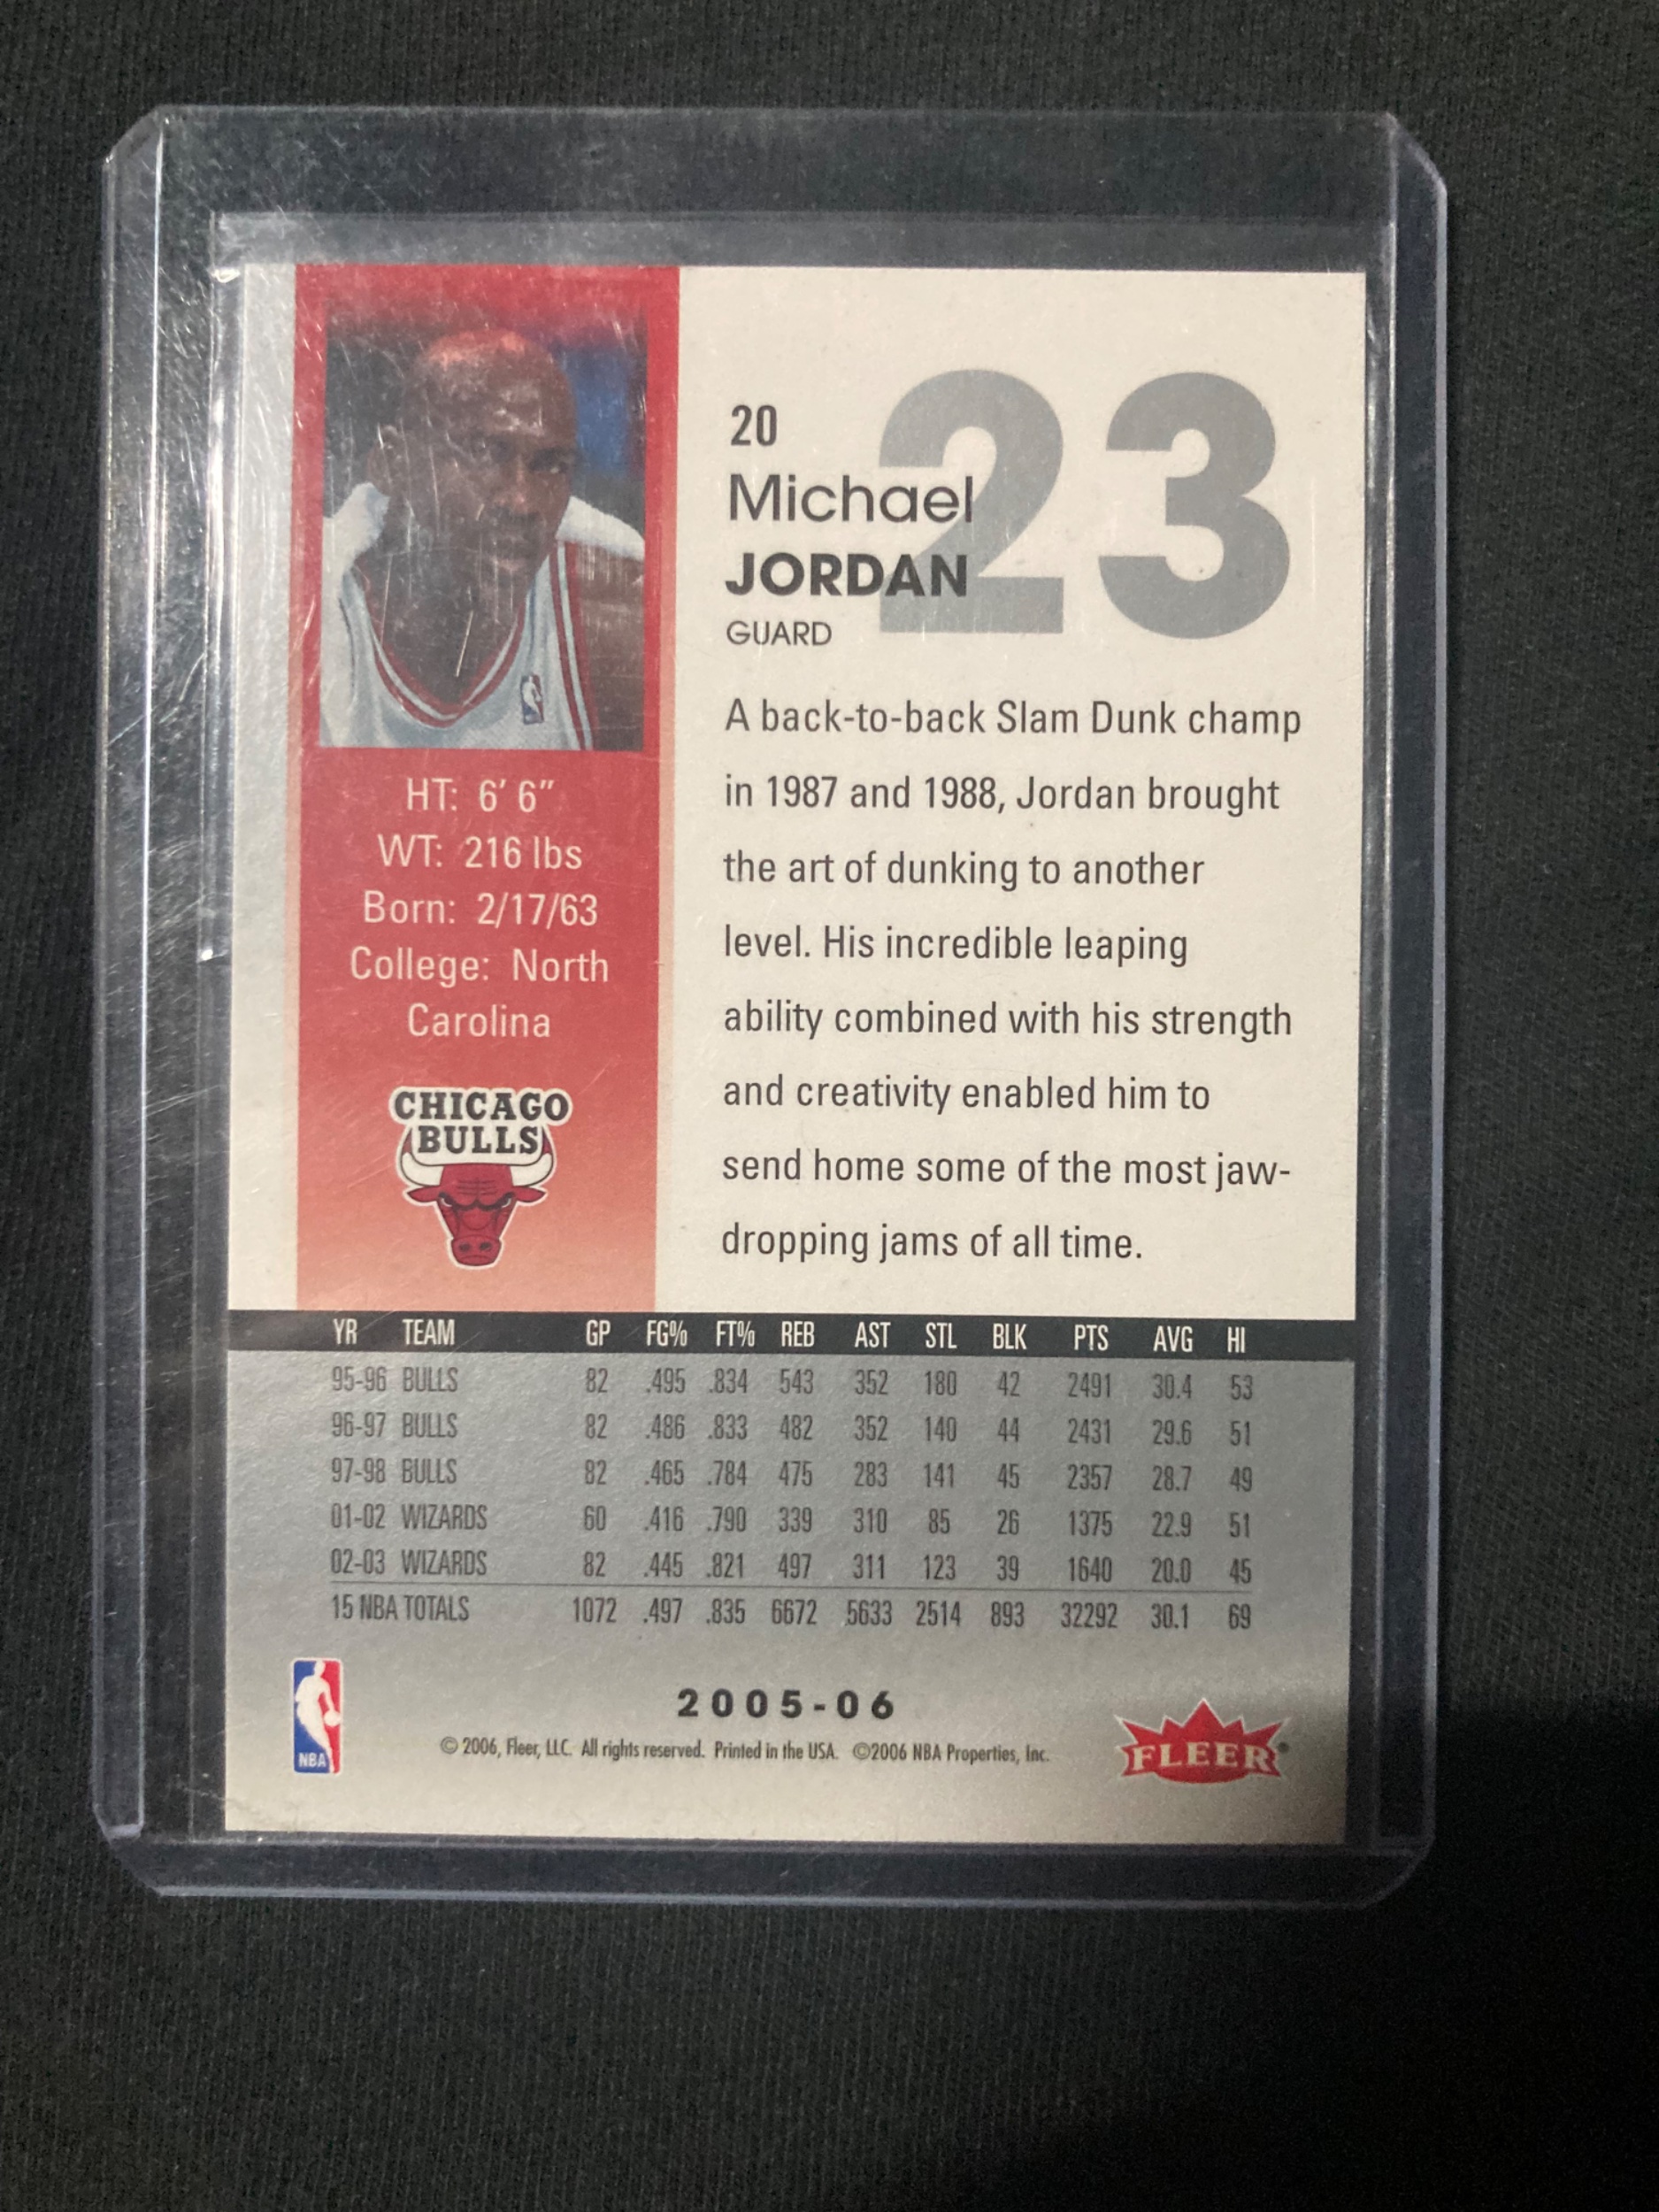 20
23
Michael
JORDAN
GUARD
A back-to-back Slam Dunk champ
in 1987 and 1988, Jordan brought
the art of dunking to another
level. His incredible leaping
ability combined with his strength
and creativity enabled him to
send home some of the most jaw-
dropping jams of all time.
HT: 6' 6"
WT: 216 lbs
Born: 2/17/63
College: North
Carolina
CHICAGO
BULLS
YR TEAM GP FG% FT% REB AST STL BLK PTS AVG HI
95-96 BULLS 82 .495 .834 543 352 180 42 2491 30.4 53
96-97 BULLS 82 .486 .833 482 352 140 44 2431 29.6 51
97-98 BULLS 82 .465 .784 475 283 141 45 2357 28.7 49
01-02 WIZARDS 60 .416 .790 339 310 85 26 1375 22.9 51
02-03 WIZARDS 82 .445 .821 497 311 123 39 1640 20.0 45
15 NBA TOTALS 1072 .497 .835 6672 5633 2514 893 32292 30.1 69
2005-06
© 2006, Fleer, LLC. All rights reserved. Printed in the USA. ©2006 NBA Properties, Inc.
NBA
FLEER®